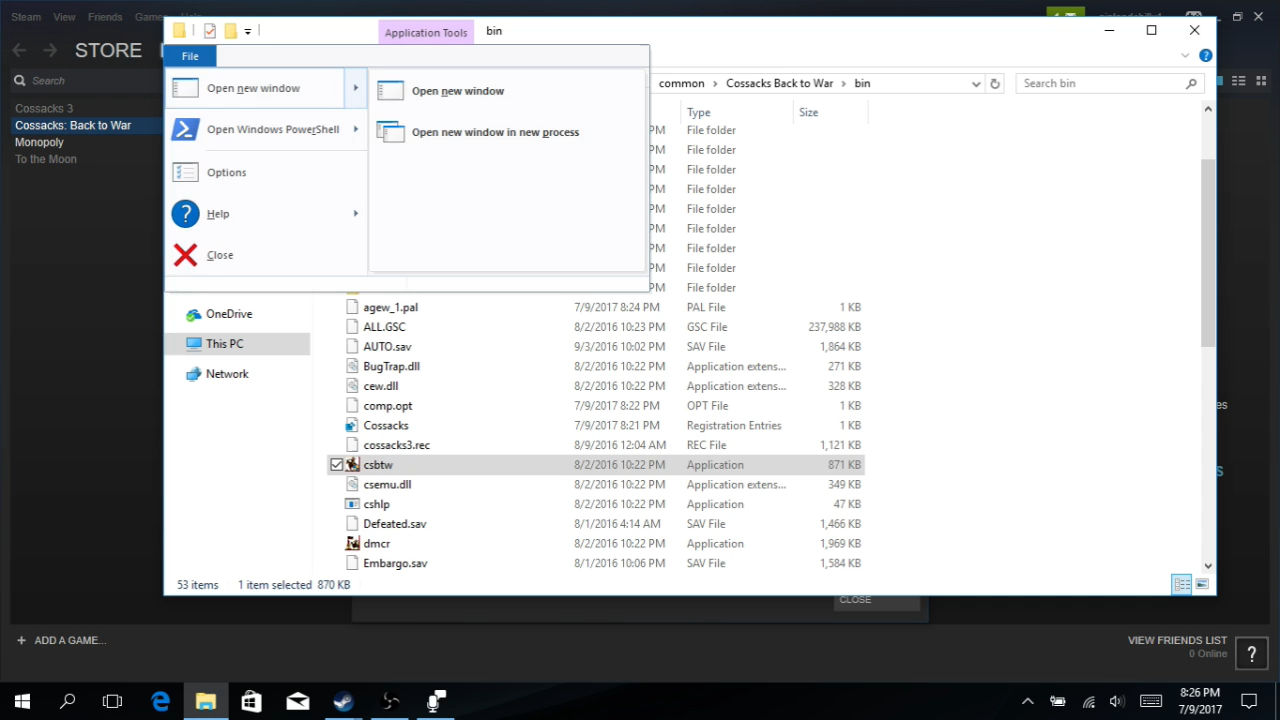 Steam View Friends Game
STORE
Search
Cossacks 3
Cossacks: Back to War
Monopoly
To the Moon
Application Tools bin
File
common Cossacks Back to War bin
Search bin
Open new window
Open Windows PowerShell
Options
Help
Close
Open new window
Open new window in new process
Type Size
PM File folder
PM File folder
PM File folder
PM File folder
PM File folder
PM File folder
PM File folder
PM File folder
PM File folder
OneDrive
This PC
Network
agew_1.pal 7/9/2017 8:24 PM PAL File 1 KB
ALL.GSC 8/2/2016 10:23 PM GSC File 237,988 KB
AUTO.sav 9/3/2016 10:02 PM SAV File 1,864 KB
BugTrap.dll 8/2/2016 10:22 PM Application extens... 271 KB
cew.dll 8/2/2016 10:22 PM Application extens... 328 KB
comp.opt 7/9/2017 8:22 PM OPT File 1 KB
Cossacks 7/9/2017 8:21 PM Registration Entries 1 KB
cossacks3.rec 8/9/2016 12:04 AM REC File 1,121 KB
csbtw 8/2/2016 10:22 PM Application 871 KB
csemu.dll 8/2/2016 10:22 PM Application extens... 349 KB
cshlp 8/2/2016 10:22 PM Application 47 KB
Defeated.sav 8/1/2016 4:14 AM SAV File 1,466 KB
dmcr 8/2/2016 10:22 PM Application 1,969 KB
Embargo.sav 8/1/2016 10:06 PM SAV File 1,584 KB
53 items 1 item selected 870 KB
CLOSE
+ ADD A GAME...
VIEW FRIENDS LIST
0 Online
?
8:26 PM
7/9/2017